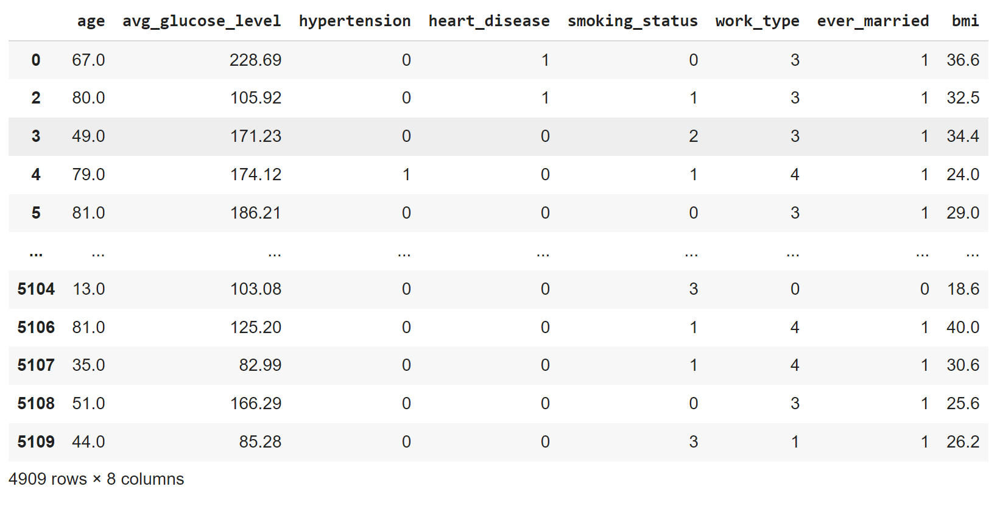 age avg_glucose_level hypertension heart_disease smoking_status work_type ever_married bmi
0 67.0 228.69 0 1 0 3 1 36.6
2 80.0 105.92 0 1 1 3 1 32.5
3 49.0 171.23 0 0 2 3 1 34.4
4 79.0 174.12 1 0 1 4 1 24.0
5 81.0 186.21 0 0 0 3 1 29.0
... ... ... ... ... ... ... ... ...
5104 13.0 103.08 0 0 3 0 0 18.6
5106 81.0 125.20 0 0 1 4 1 40.0
5107 35.0 82.99 0 0 1 4 1 30.6
5108 51.0 166.29 0 0 0 3 1 25.6
5109 44.0 85.28 0 0 3 1 1 26.2
4909 rows × 8 columns